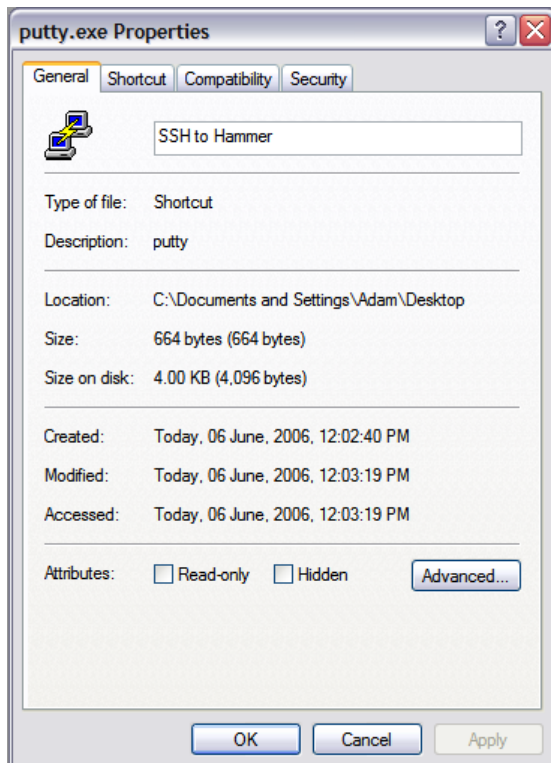 putty.exe Properties
General Shortcut Compatibility Security
SSH to Hammer
Type of file: Shortcut
Description: putty
Location: C:\Documents and Settings\Adam\Desktop
Size: 664 bytes (664 bytes)
Size on disk: 4.00 KB (4,096 bytes)
Created: Today, 06 June, 2006, 12:02:40 PM
Modified: Today, 06 June, 2006, 12:03:19 PM
Accessed: Today, 06 June, 2006, 12:03:19 PM
Attributes: Read-only Hidden Advanced...
OK Cancel Apply